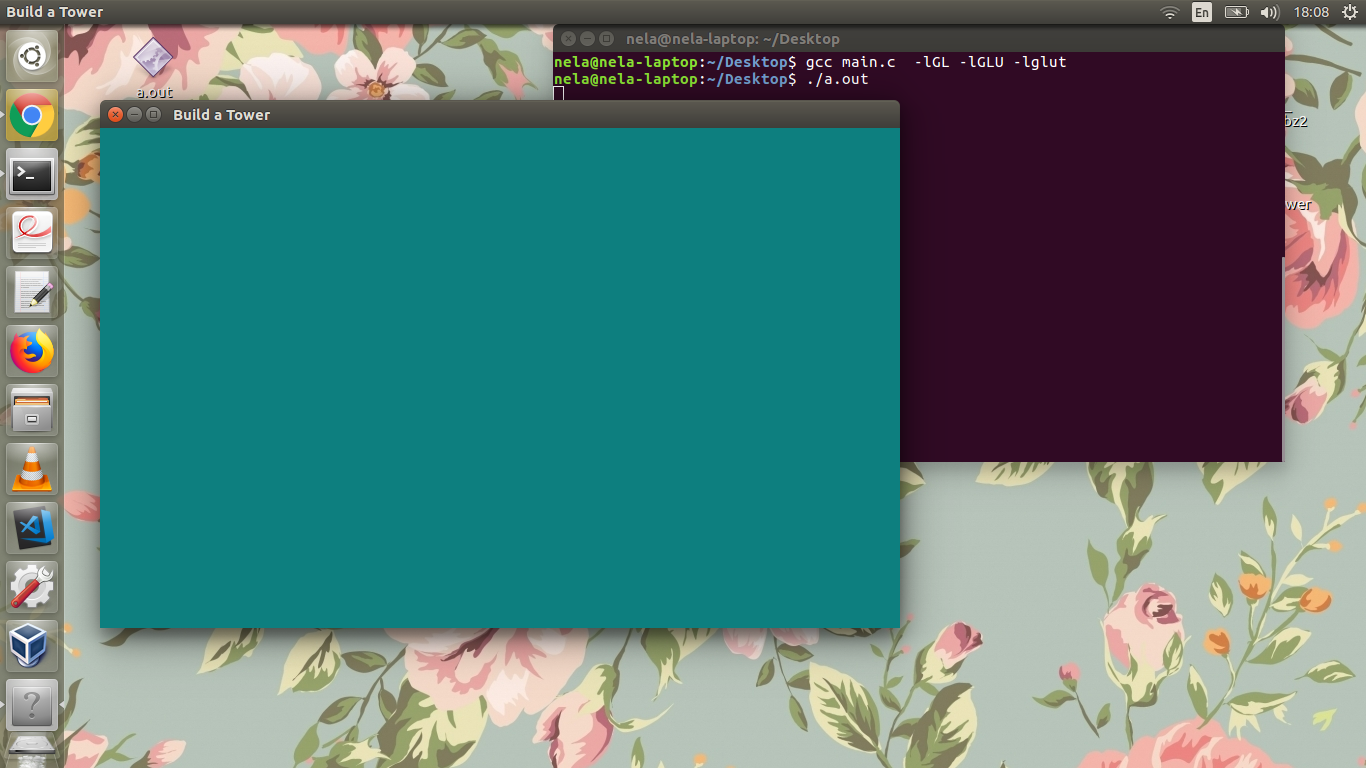 Build a Tower
En
18:08
nela@nela-laptop: ~/Desktop
nela@nela-laptop:~/Desktop$ gcc main.c  -lGL -lGLU -lglut
nela@nela-laptop:~/Desktop$ ./a.out
a.out
Build a Tower
bz2
wer
?